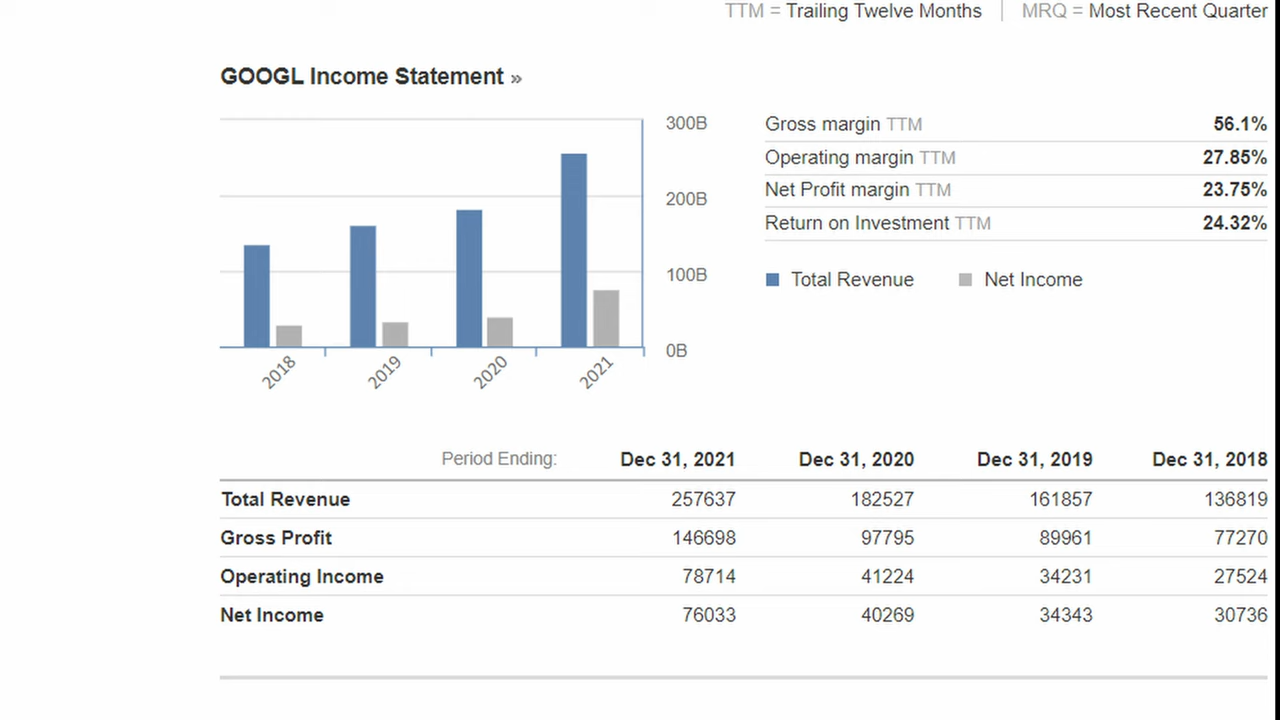 TTM = Trailing Twelve Months | MRQ = Most Recent Quarter
GOOGL Income Statement »
300B
200B
100B
0B
2018 2019 2020 2021
Gross margin TTM 56.1%
Operating margin TTM 27.85%
Net Profit margin TTM 23.75%
Return on Investment TTM 24.32%
Total Revenue Net Income
Period Ending: Dec 31, 2021 Dec 31, 2020 Dec 31, 2019 Dec 31, 2018
Total Revenue 257637 182527 161857 136819
Gross Profit 146698 97795 89961 77270
Operating Income 78714 41224 34231 27524
Net Income 76033 40269 34343 30736